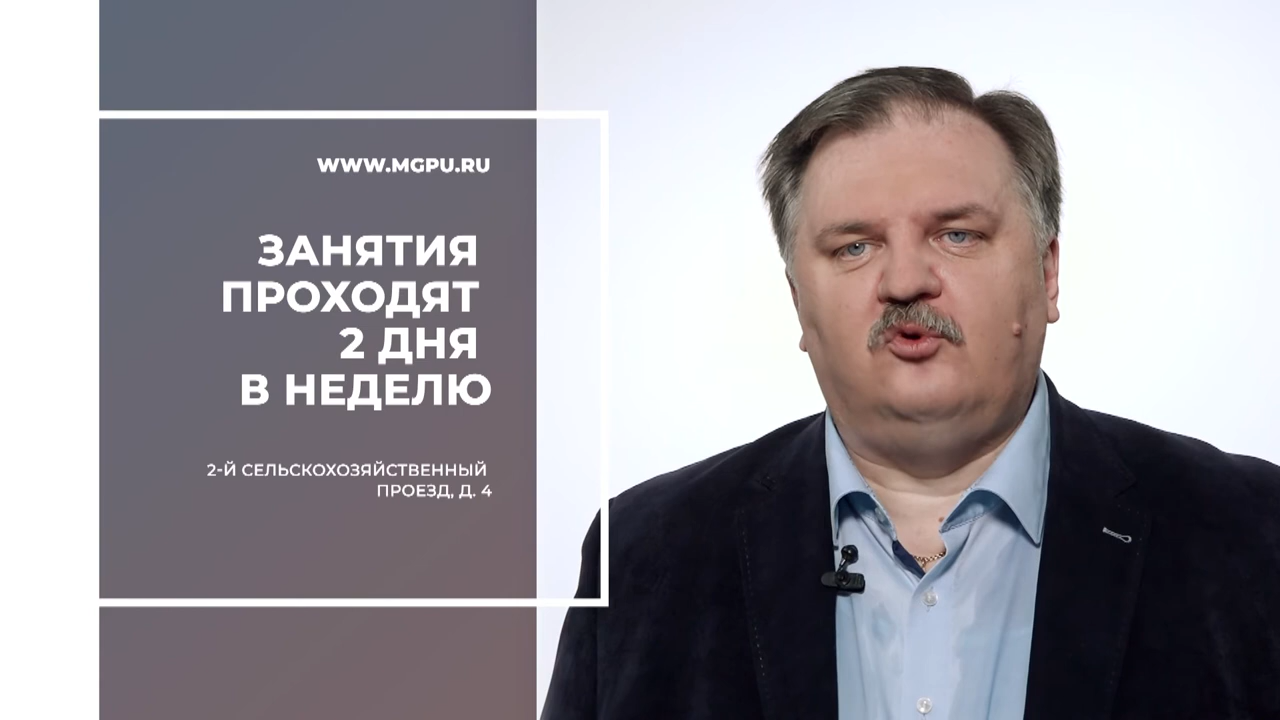 WWW.MGPU.RU
ЗАНЯТИЯ
ПРОХОДЯТ
2 ДНЯ
В НЕДЕЛЮ
2-Й СЕЛЬСКОХОЗЯЙСТВЕННЫЙ
ПРОЕЗД, Д. 4